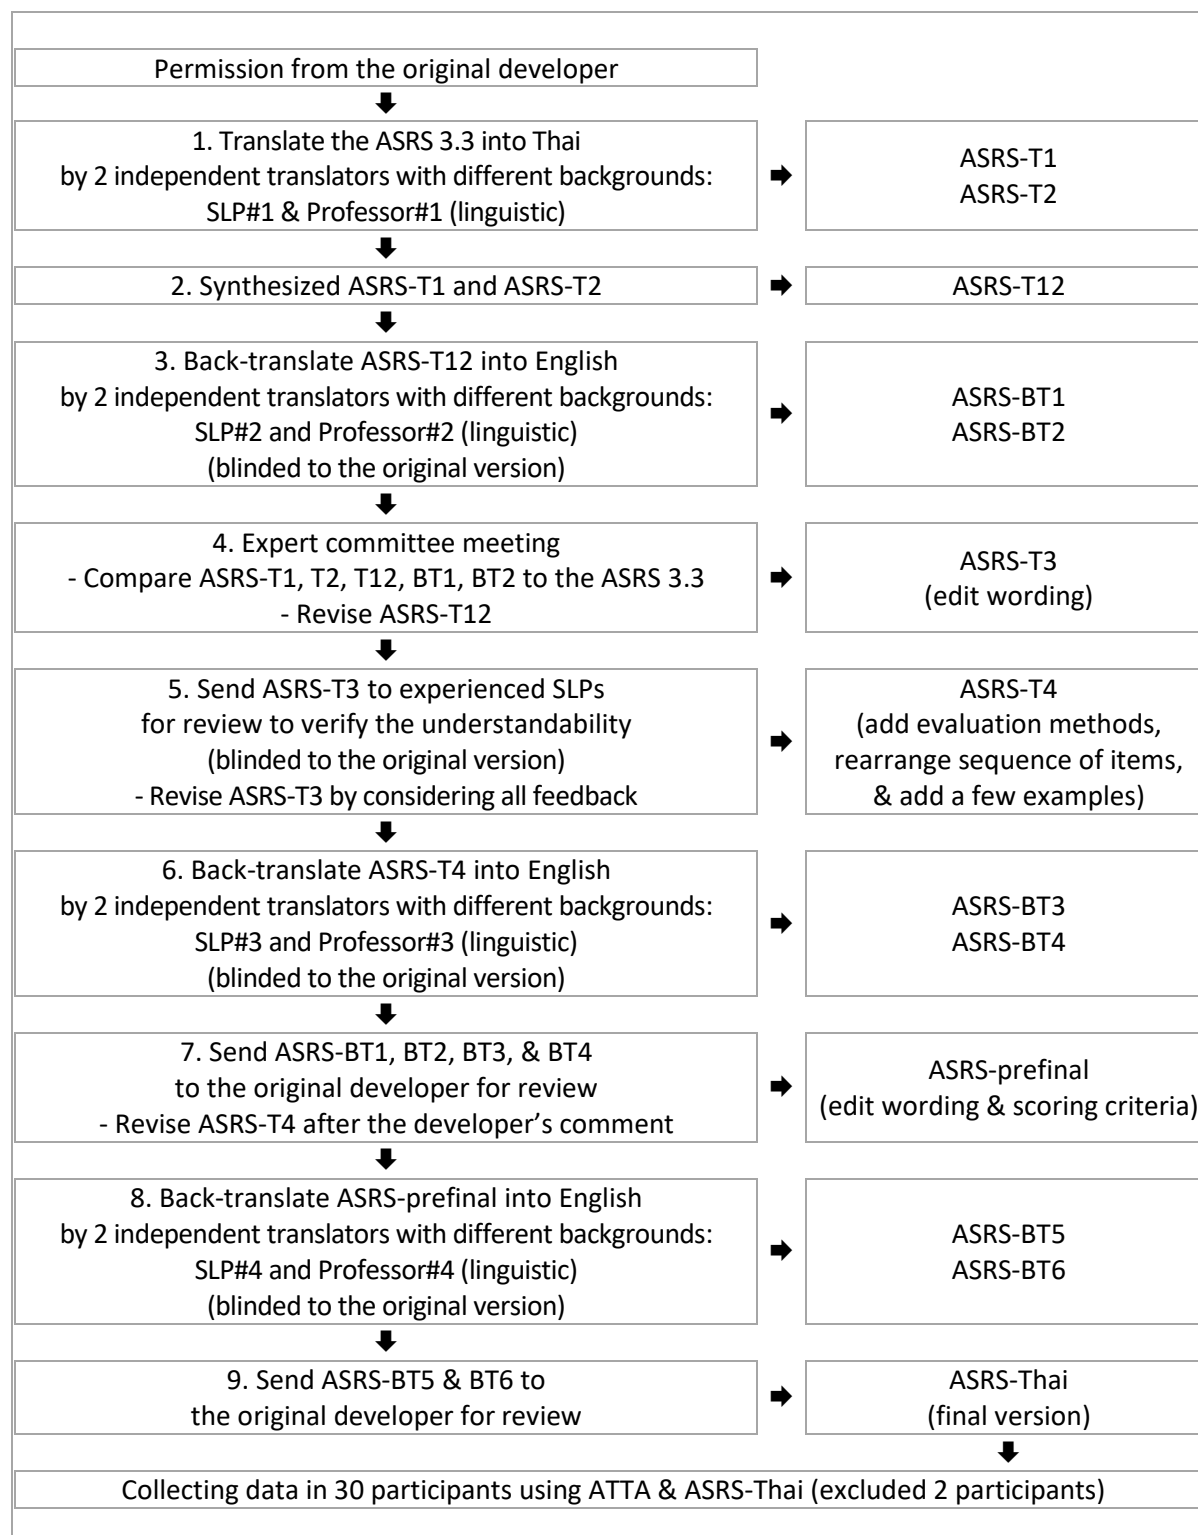 Permission from the original developer
1. Translate the ASRS 3.3 into Thai
by 2 independent translators with different backgrounds:
SLP#1 & Professor#1 (linguistic)
ASRS-T1
ASRS-T2
2. Synthesized ASRS-T1 and ASRS-T2
ASRS-T12
3. Back-translate ASRS-T12 into English
by 2 independent translators with different backgrounds:
SLP#2 and Professor#2 (linguistic)
(blinded to the original version)
ASRS-BT1
ASRS-BT2
4. Expert committee meeting
- Compare ASRS-T1, T2, T12, BT1, BT2 to the ASRS 3.3
- Revise ASRS-T12
ASRS-T3
(edit wording)
5. Send ASRS-T3 to experienced SLPs
for review to verify the understandability
(blinded to the original version)
- Revise ASRS-T3 by considering all feedback
ASRS-T4
(add evaluation methods,
rearrange sequence of items,
& add a few examples)
6. Back-translate ASRS-T4 into English
by 2 independent translators with different backgrounds:
SLP#3 and Professor#3 (linguistic)
(blinded to the original version)
ASRS-BT3
ASRS-BT4
7. Send ASRS-BT1, BT2, BT3, & BT4
to the original developer for review
- Revise ASRS-T4 after the developer’s comment
ASRS-prefinal
(edit wording & scoring criteria)
8. Back-translate ASRS-prefinal into English
by 2 independent translators with different backgrounds:
SLP#4 and Professor#4 (linguistic)
(blinded to the original version)
ASRS-BT5
ASRS-BT6
9. Send ASRS-BT5 & BT6 to
the original developer for review
ASRS-Thai
(final version)
Collecting data in 30 participants using ATTA & ASRS-Thai (excluded 2 participants)